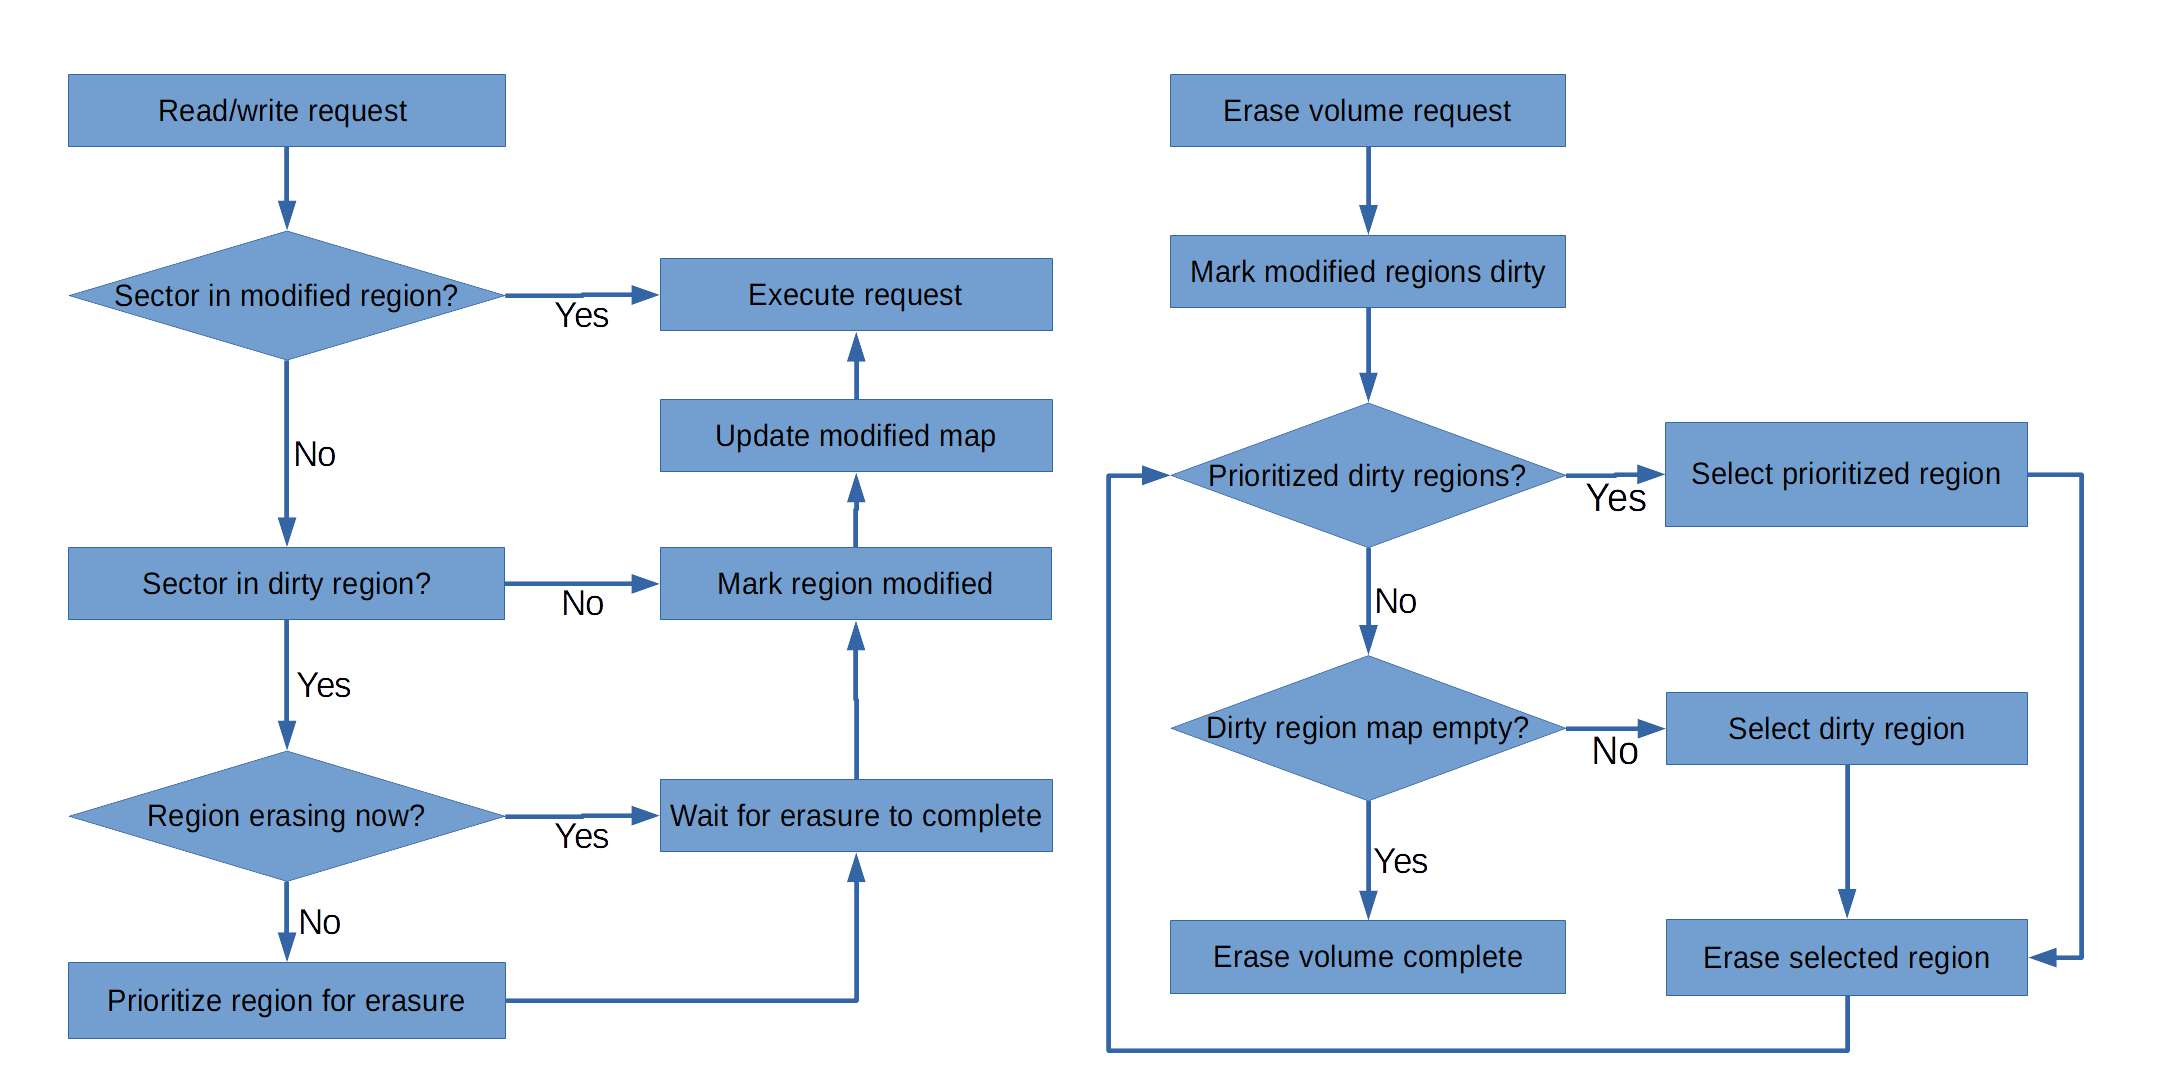 Read/write request
Sector in modified region?
Yes
Execute request
No
Update modified map
Sector in dirty region?
No
Mark region modified
Yes
Region erasing now?
Yes
Wait for erasure to complete
No
Prioritize region for erasure
Erase volume request
Mark modified regions dirty
Prioritized dirty regions?
Yes
Select prioritized region
No
Dirty region map empty?
No
Select dirty region
Yes
Erase volume complete
Erase selected region